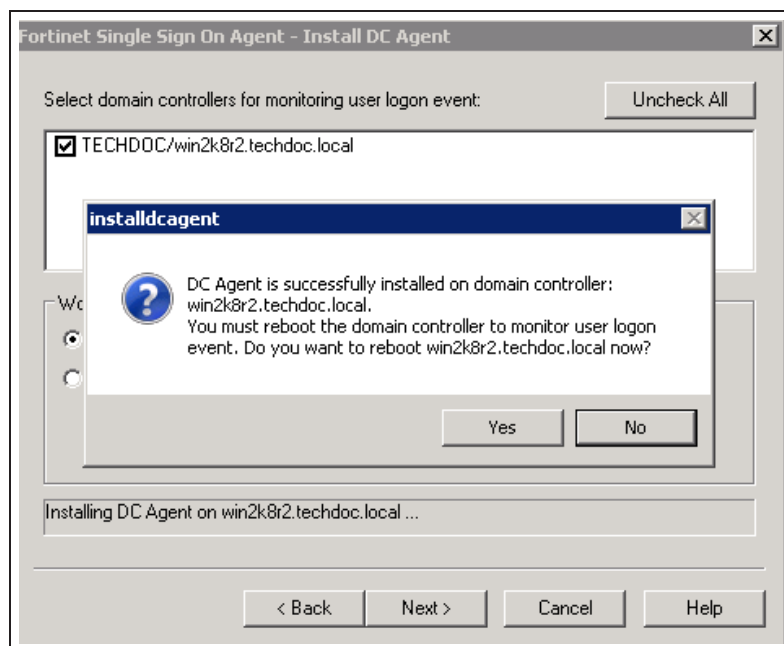 Fortinet Single Sign On Agent - Install DC Agent
Select domain controllers for monitoring user logon event:
Uncheck All
TECHDOC/win2k8r2.techdoc.local
installdcagent
DC Agent is successfully installed on domain controller:
win2k8r2.techdoc.local.
You must reboot the domain controller to monitor user logon
event. Do you want to reboot win2k8r2.techdoc.local now?
Yes
No
Installing DC Agent on win2k8r2.techdoc.local ...
< Back
Next >
Cancel
Help